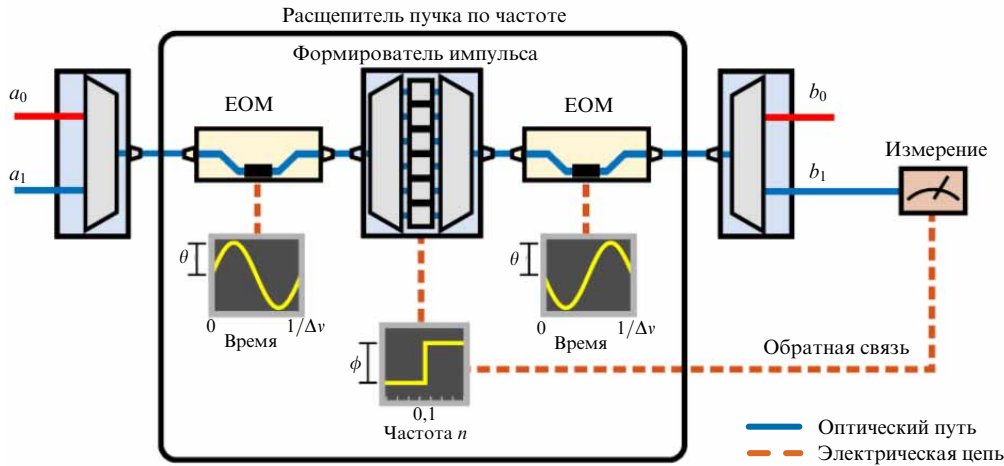 Расщепитель пучка по частоте
Формирователь импульса
a₀
EOM
EOM
b₀
a₁
b₁
Измерение
θ
θ
0
1/Δν
Время
0
1/Δν
Время
ϕ
0,1
Частота n
Обратная связь
Оптический путь
Электрическая цепь